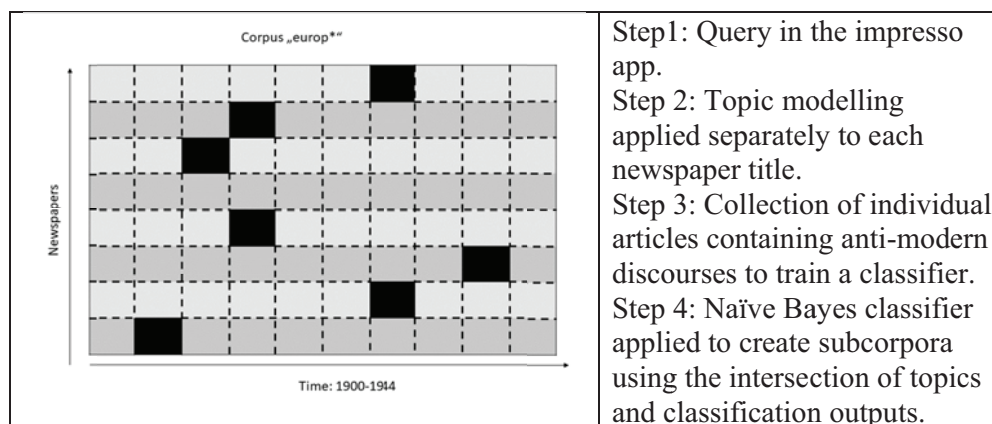 Corpus „europ*“
Newspapers
Time: 1900-1944
Step1: Query in the impresso
app.
Step 2: Topic modelling
applied separately to each
newspaper title.
Step 3: Collection of individual
articles containing anti-modern
discourses to train a classifier.
Step 4: Naïve Bayes classifier
applied to create subcorpora
using the intersection of topics
and classification outputs.